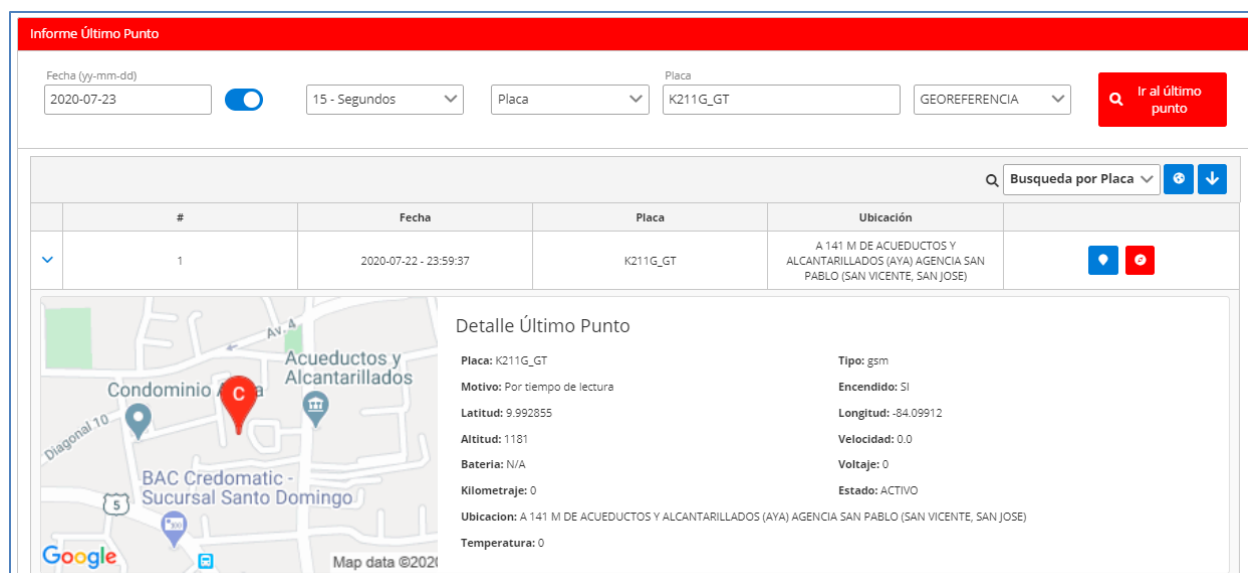 Informe Último Punto
Fecha (yy-mm-dd)
2020-07-23
15 - Segundos
Placa
Placa
K211G_GT
GEOREFERENCIA
Ir al último
punto
Busqueda por Placa
# Fecha Placa Ubicación
1 2020-07-22 - 23:59:37 K211G_GT
A 141 M DE ACUEDUCTOS Y
ALCANTARILLADOS (AYA) AGENCIA SAN
PABLO (SAN VICENTE, SAN JOSE)
Av. 4
Acueductos y
Alcantarillados
Condominio A a
C
Diagonal 10
BAC Credomatic -
Sucursal Santo Domingo
5
Google
Map data ©2020
Detalle Último Punto
Placa: K211G_GT Tipo: gsm
Motivo: Por tiempo de lectura Encendido: SI
Latitud: 9.992855 Longitud: -84.09912
Altitud: 1181 Velocidad: 0.0
Bateria: N/A Voltaje: 0
Kilometraje: 0 Estado: ACTIVO
Ubicacion: A 141 M DE ACUEDUCTOS Y ALCANTARILLADOS (AYA) AGENCIA SAN PABLO (SAN VICENTE, SAN JOSE)
Temperatura: 0